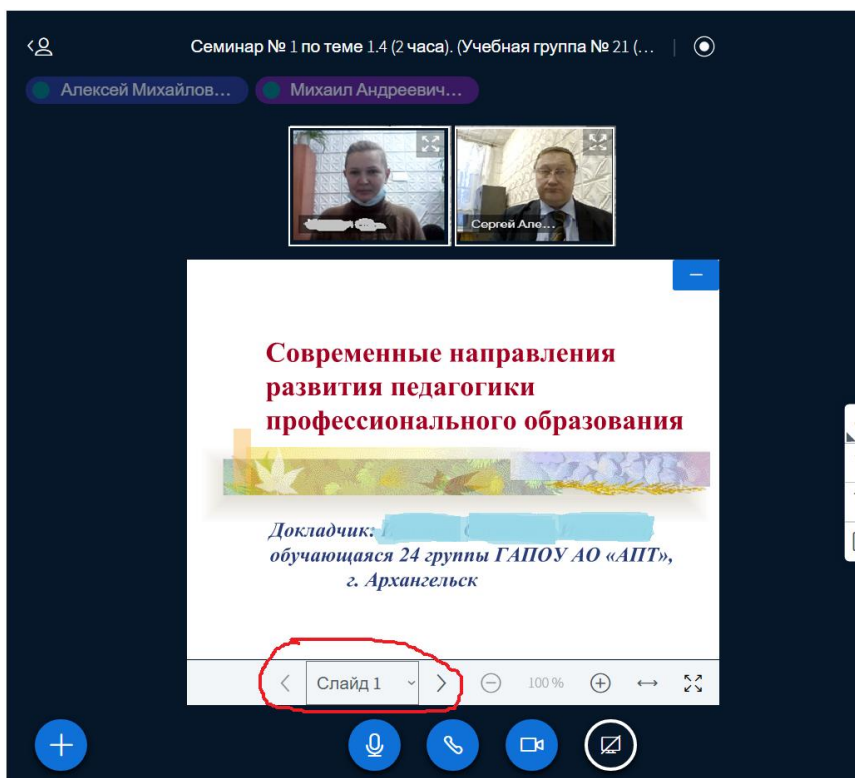 Семинар № 1 по теме 1.4 (2 часа). (Учебная группа № 21 (…
Алексей Михайлов…
Михаил Андреевич…
Сергей Але…
Современные направления
развития педагогики
профессионального образования
Докладчик:
обучающаяся 24 группы ГАПОУ АО «АПТ»,
г. Архангельск
Слайд 1
100 %